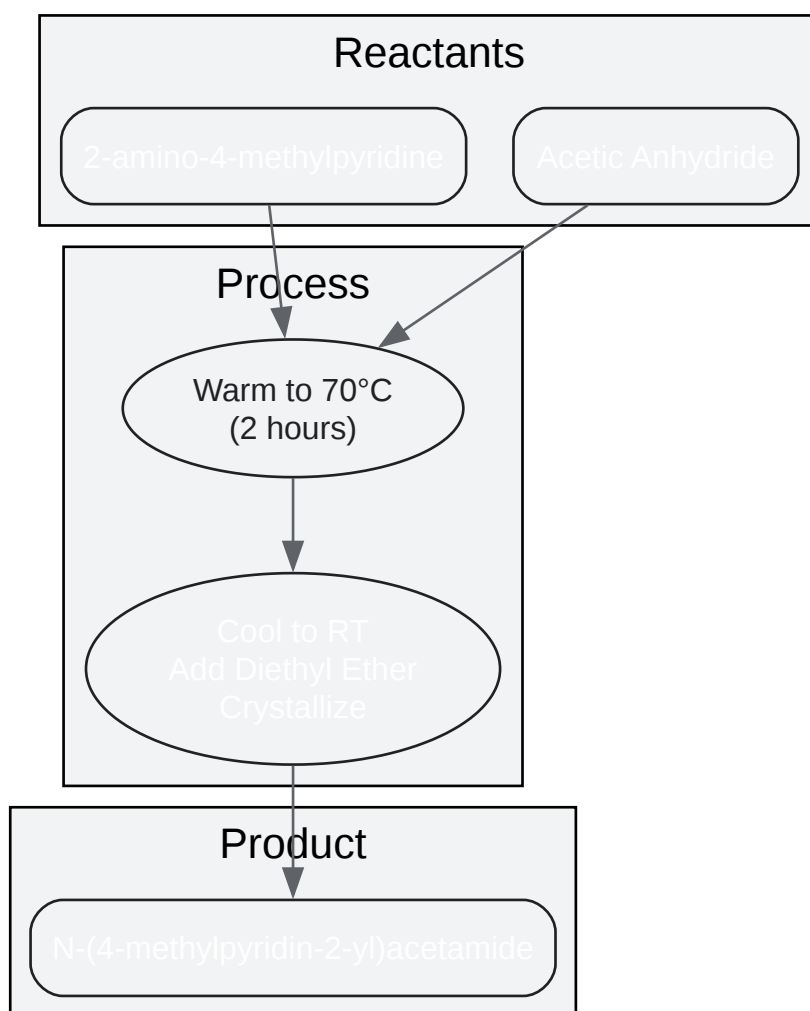 Reactants
2-amino-4-methylpyridine
Acetic Anhydride
Process
Warm to 70°C
(2 hours)
Cool to RT
Add Diethyl Ether
Crystallize
Product
N-(4-methylpyridin-2-yl)acetamide